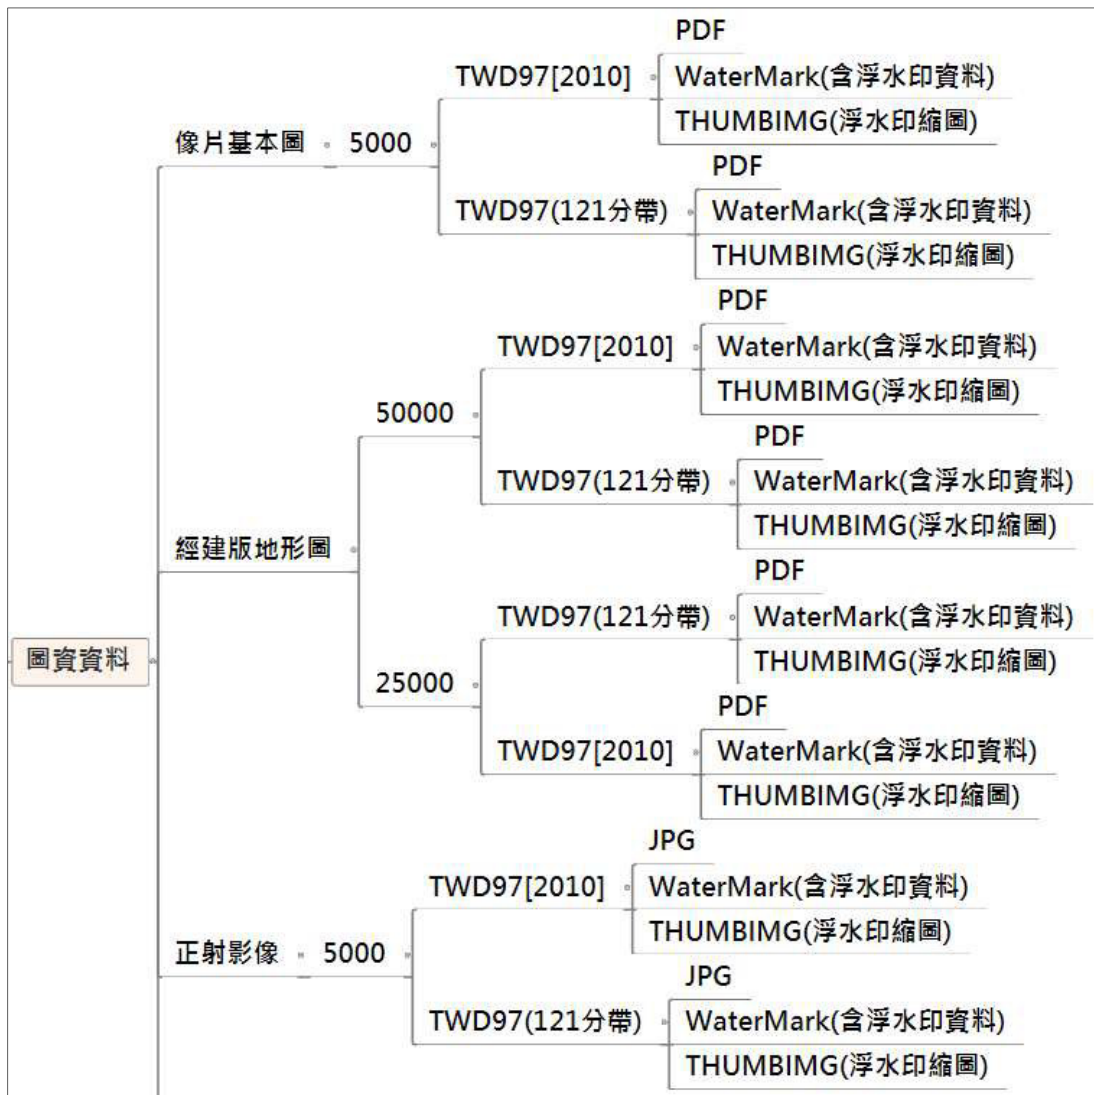 PDF
TWD97[2010]
WaterMark(含浮水印資料)
THUMBIMG(浮水印縮圖)
像片基本圖
5000
PDF
TWD97(121分帶)
WaterMark(含浮水印資料)
THUMBIMG(浮水印縮圖)
PDF
TWD97[2010]
WaterMark(含浮水印資料)
THUMBIMG(浮水印縮圖)
50000
PDF
TWD97(121分帶)
WaterMark(含浮水印資料)
THUMBIMG(浮水印縮圖)
經建版地形圖
PDF
TWD97(121分帶)
WaterMark(含浮水印資料)
THUMBIMG(浮水印縮圖)
圖資資料
25000
PDF
TWD97[2010]
WaterMark(含浮水印資料)
THUMBIMG(浮水印縮圖)
JPG
TWD97[2010]
WaterMark(含浮水印資料)
THUMBIMG(浮水印縮圖)
正射影像
5000
JPG
TWD97(121分帶)
WaterMark(含浮水印資料)
THUMBIMG(浮水印縮圖)